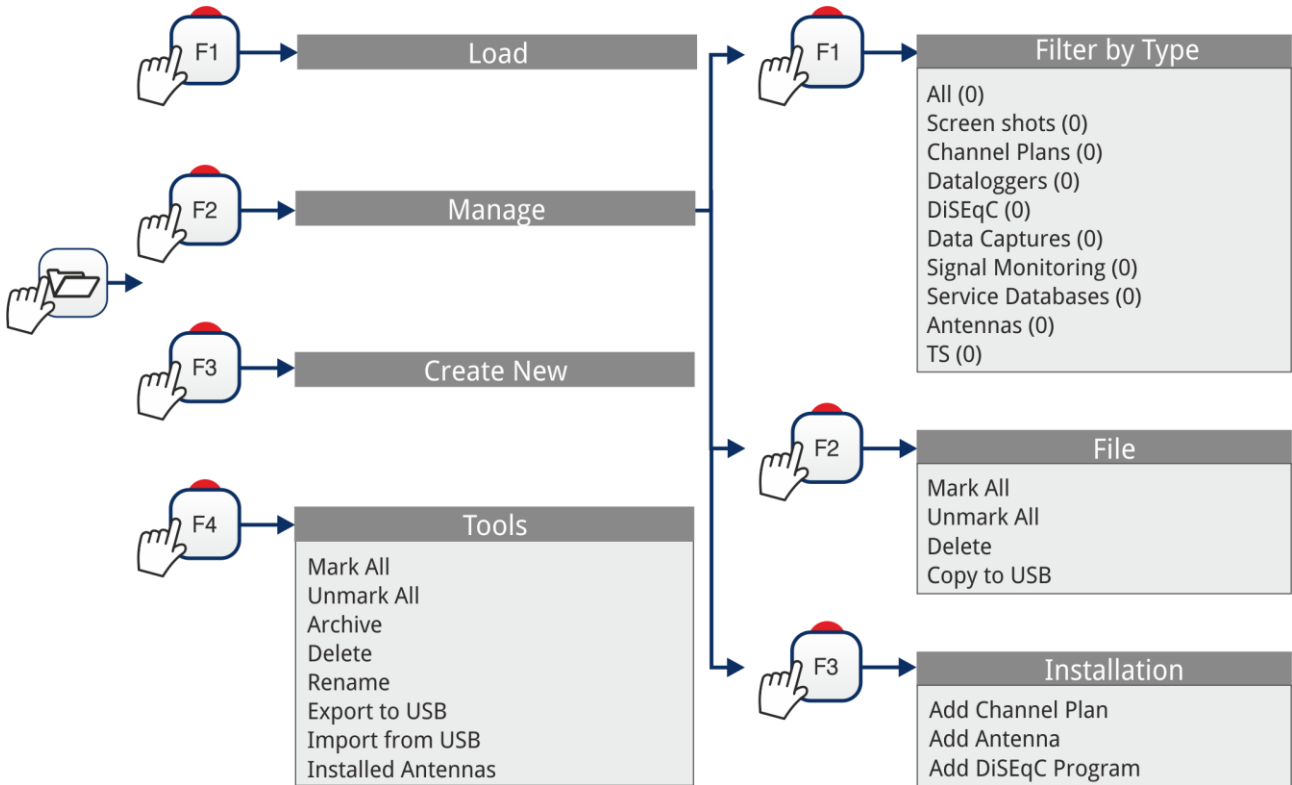 F1
Load
F2
Manage
F3
Create New
F4
Tools
Mark All
Unmark All
Archive
Delete
Rename
Export to USB
Import from USB
Installed Antennas
F1
Filter by Type
All (0)
Screen shots (0)
Channel Plans (0)
Dataloggers (0)
DiSEqC (0)
Data Captures (0)
Signal Monitoring (0)
Service Databases (0)
Antennas (0)
TS (0)
F2
File
Mark All
Unmark All
Delete
Copy to USB
F3
Installation
Add Channel Plan
Add Antenna
Add DiSEqC Program